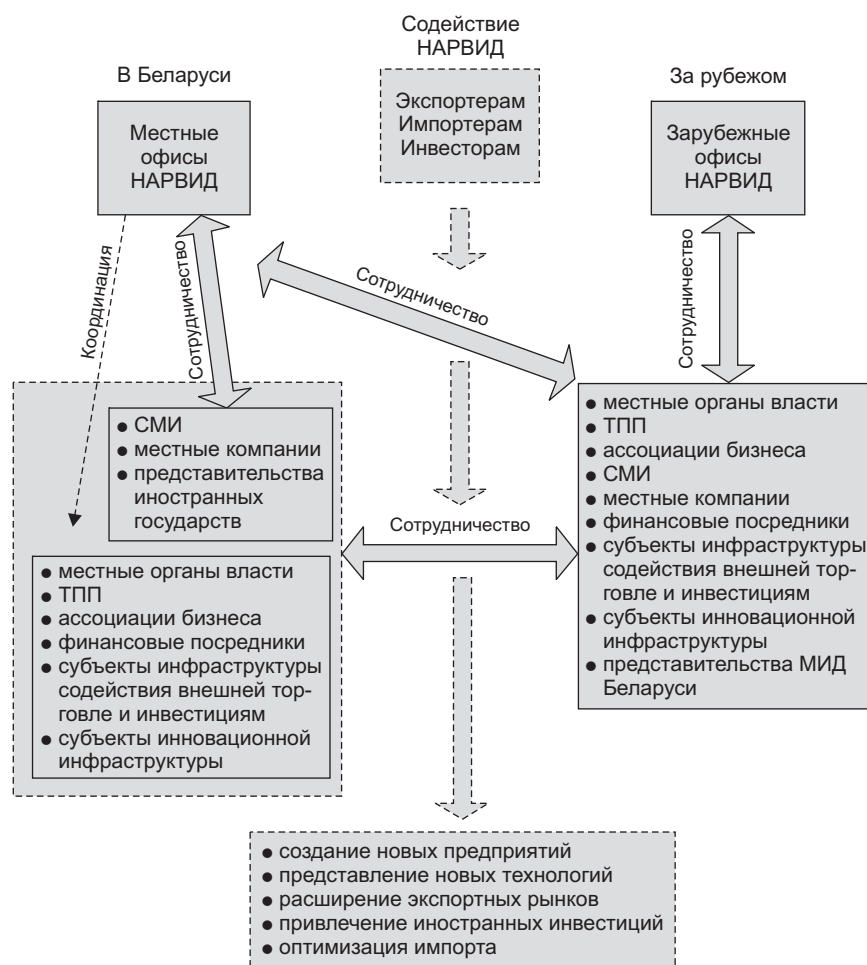 Содействие
НАРВИД
В Беларуси
За рубежом
Экспортерам
Импортерам
Инвесторам
Местные
офисы
НАРВИД
Зарубежные
офисы
НАРВИД
Координация
Сотрудничество
Сотрудничество
Сотрудничество
● СМИ
● местные компании
● представительства
иностранных
государств
Сотрудничество
● местные органы власти
● ТПП
● ассоциации бизнеса
● финансовые посредники
● субъекты инфраструктуры
содействия внешней тор-
говле и инвестициям
● субъекты инновационной
инфраструктуры
● местные органы власти
● ТПП
● ассоциации бизнеса
● СМИ
● местные компании
● финансовые посредники
● субъекты инфраструктуры
содействия внешней тор-
говле и инвестициям
● субъекты инновационной
инфраструктуры
● представительства МИД
Беларуси
● создание новых предприятий
● представление новых технологий
● расширение экспортных рынков
● привлечение иностранных инвестиций
● оптимизация импорта